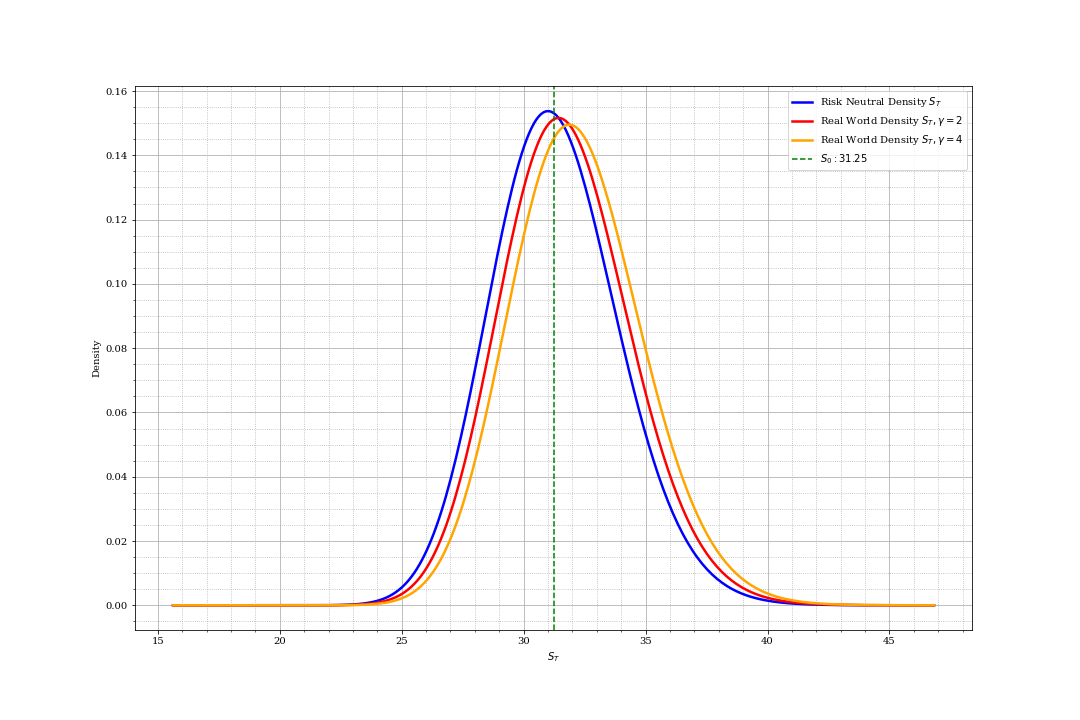 0.16
0.14
0.12
0.10
0.08
0.06
0.04
0.02
0.00
Density
15 20 25 30 35 40 45
S_T
Risk Neutral Density S_T
Real World Density S_T, γ = 2
Real World Density S_T, γ = 4
S_0 : 31.25